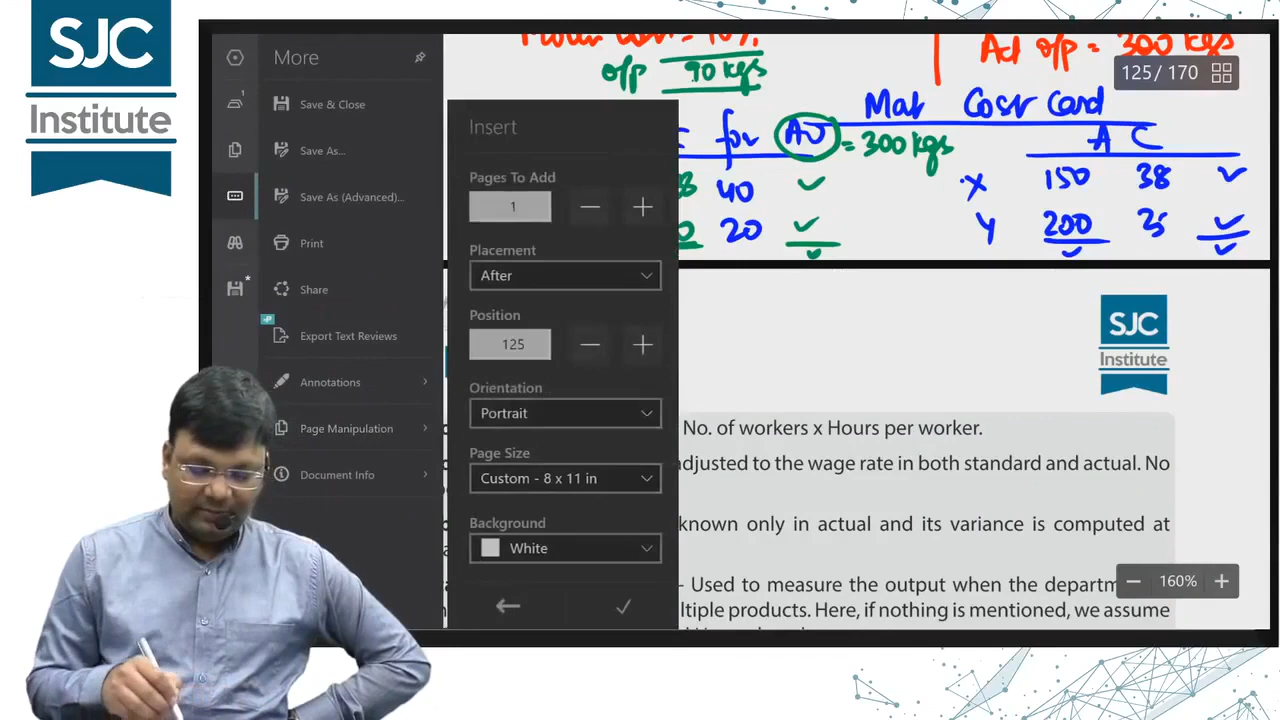 SJC
Institute
More
Save & Close
Save As...
Save As (Advanced)...
Print
Share
Export Text Reviews
Annotations
Page Manipulation
Document Info
1
*
Insert
Pages To Add
1
Placement
After
Position
125
Orientation
Portrait
Page Size
Custom - 8 x 11 in
Background
White
o/p 90 kgs
Act o/p = 300 kgs
125/ 170
for AO = 300 kgs
40
20
Mat Cost Card
A C
X 150 38
Y 200
SJC
Institute
No. of workers x Hours per worker.
adjusted to the wage rate in both standard and actual. No
known only in actual and its variance is computed at
- Used to measure the output when the departm
ltiple products. Here, if nothing is mentioned, we assume
160%